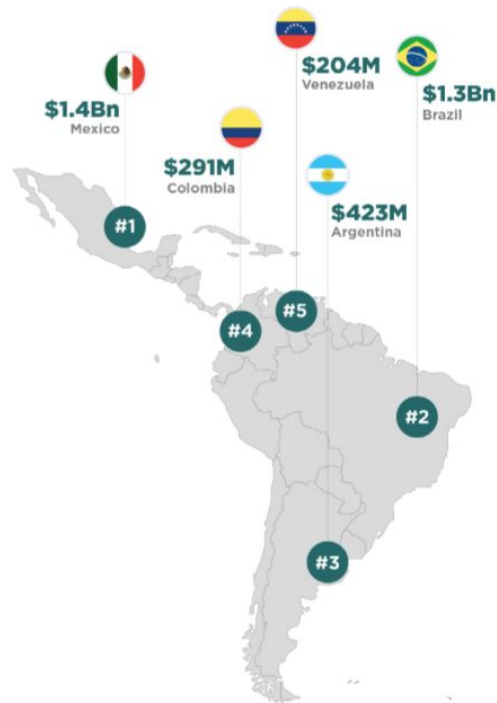 $204M
Venezuela
$1.4Bn
Mexico
$1.3Bn
Brazil
$291M
Colombia
$423M
Argentina
#1
#5
#4
#2
#3